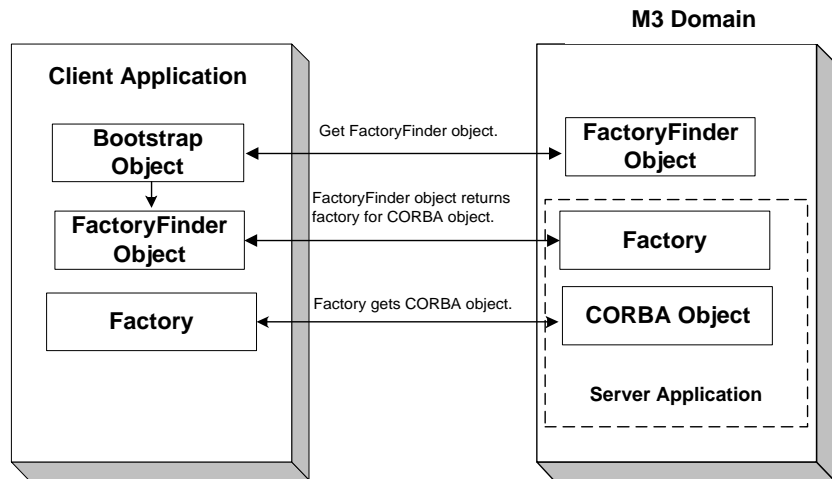 M3 Domain
Client Application
Bootstrap
Object
Get FactoryFinder object.
FactoryFinder
Object
FactoryFinder object returns
factory for CORBA object.
FactoryFinder
Object
Factory
Factory
Factory gets CORBA object.
CORBA Object
Server Application